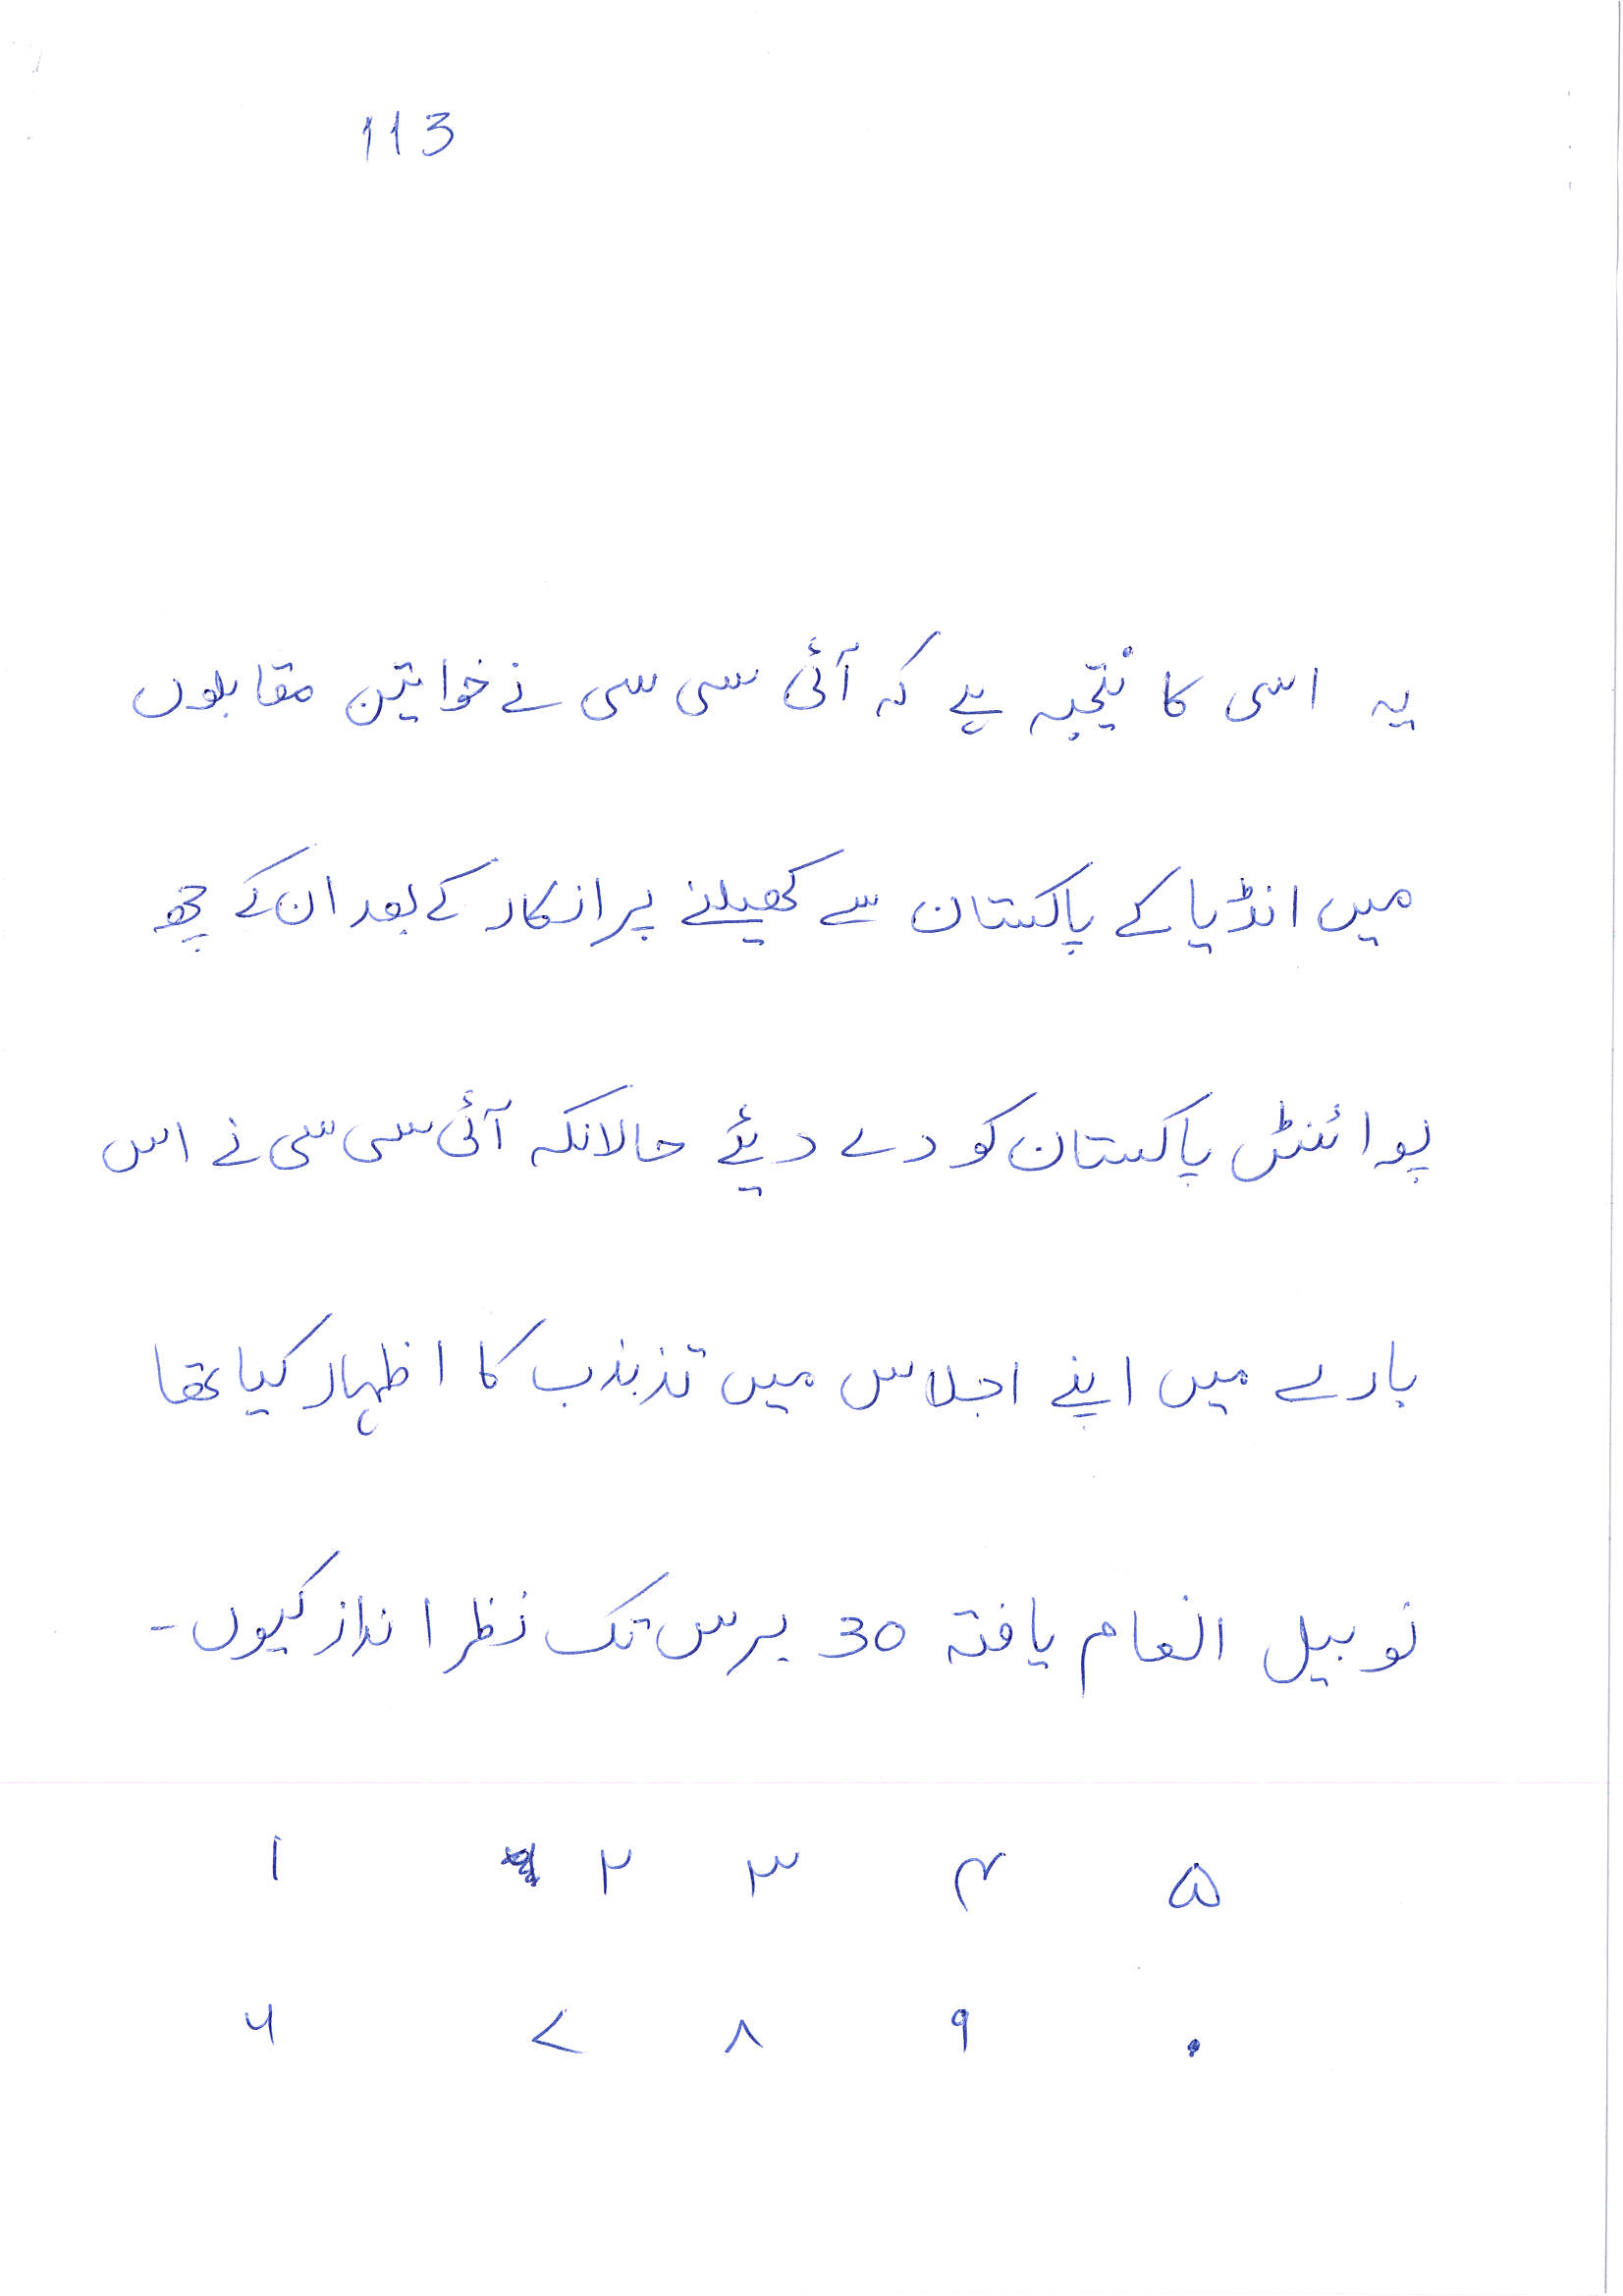 113
یہ اسی کا نتیجہ ہے کہ آئی سی سی نے خواتین مقابلوں
میں انڈیا کے پاکستان سے کھیلنے پر انکار کے بعد ان کے چھ
پوائنٹس پاکستان کو دے دیئے حالانکہ آئی سی سی نے اس
بارے میں اپنے اجلاس میں تذبذب کا اظہار کیا تھا
نوبیل انعام یافتہ 30 برس تک نظر انداز کیوں۔
۱ ۲ ۳ ۴ ۵
۶ ۷ ۸ ۹ ۰